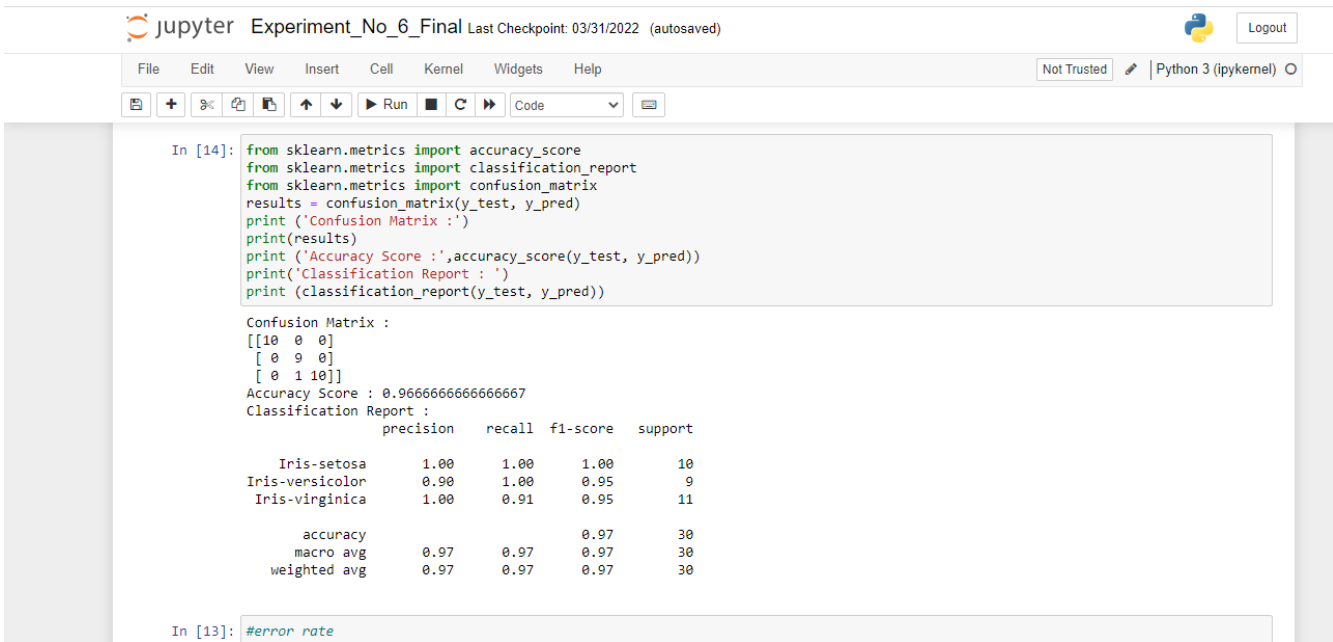 jupyter Experiment_No_6_Final Last Checkpoint: 03/31/2022 (autosaved)
Logout
File Edit View Insert Cell Kernel Widgets Help
Not Trusted Python 3 (ipykernel)
Run Code
In [14]: from sklearn.metrics import accuracy_score
from sklearn.metrics import classification_report
from sklearn.metrics import confusion_matrix
results = confusion_matrix(y_test, y_pred)
print ('Confusion Matrix :')
print(results)
print ('Accuracy Score :',accuracy_score(y_test, y_pred))
print('Classification Report : ')
print (classification_report(y_test, y_pred))
Confusion Matrix :
[[10  0  0]
 [ 0  9  0]
 [ 0  1 10]]
Accuracy Score : 0.9666666666666667
Classification Report :
precision recall f1-score support
Iris-setosa 1.00 1.00 1.00 10
Iris-versicolor 0.90 1.00 0.95 9
Iris-virginica 1.00 0.91 0.95 11
accuracy 0.97 30
macro avg 0.97 0.97 0.97 30
weighted avg 0.97 0.97 0.97 30
In [13]: #error rate